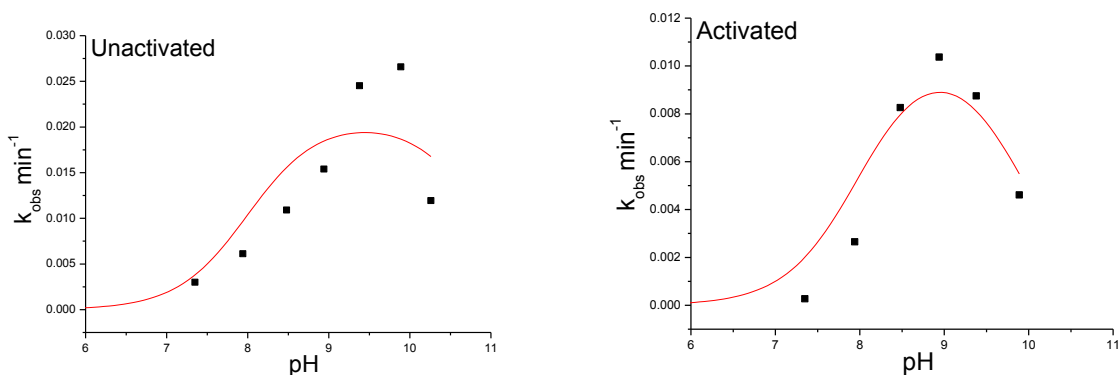 Unactivated
0.030
0.025
0.020
0.015
0.010
0.005
0.000
k_obs min⁻¹
6 7 8 9 10 11
pH
Activated
0.012
0.010
0.008
0.006
0.004
0.002
0.000
k_obs min⁻¹
6 7 8 9 10 11
pH